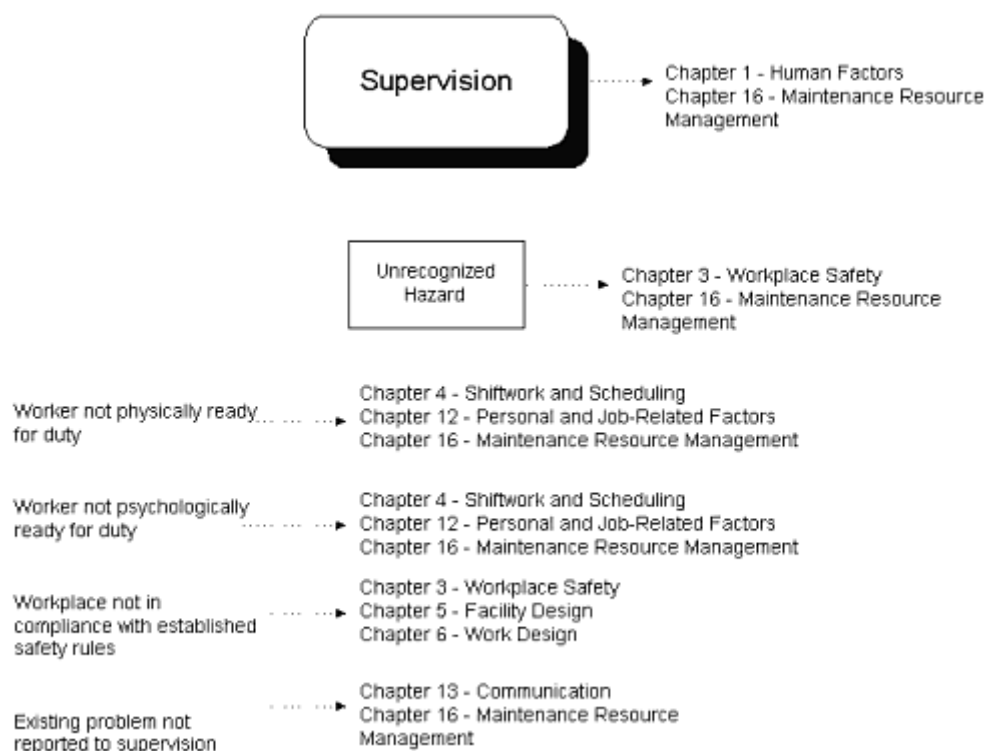 Supervision
Chapter 1 - Human Factors
Chapter 16 - Maintenance Resource
Management
Unrecognized
Hazard
Chapter 3 - Workplace Safety
Chapter 16 - Maintenance Resource
Management
Worker not physically ready
for duty
Chapter 4 - Shiftwork and Scheduling
Chapter 12 - Personal and Job-Related Factors
Chapter 16 - Maintenance Resource Management
Worker not psychologically
ready for duty
Chapter 4 - Shiftwork and Scheduling
Chapter 12 - Personal and Job-Related Factors
Chapter 16 - Maintenance Resource Management
Workplace not in
compliance with established
safety rules
Chapter 3 - Workplace Safety
Chapter 5 - Facility Design
Chapter 6 - Work Design
Existing problem not
reported to supervision
Chapter 13 - Communication
Chapter 16 - Maintenance Resource
Management